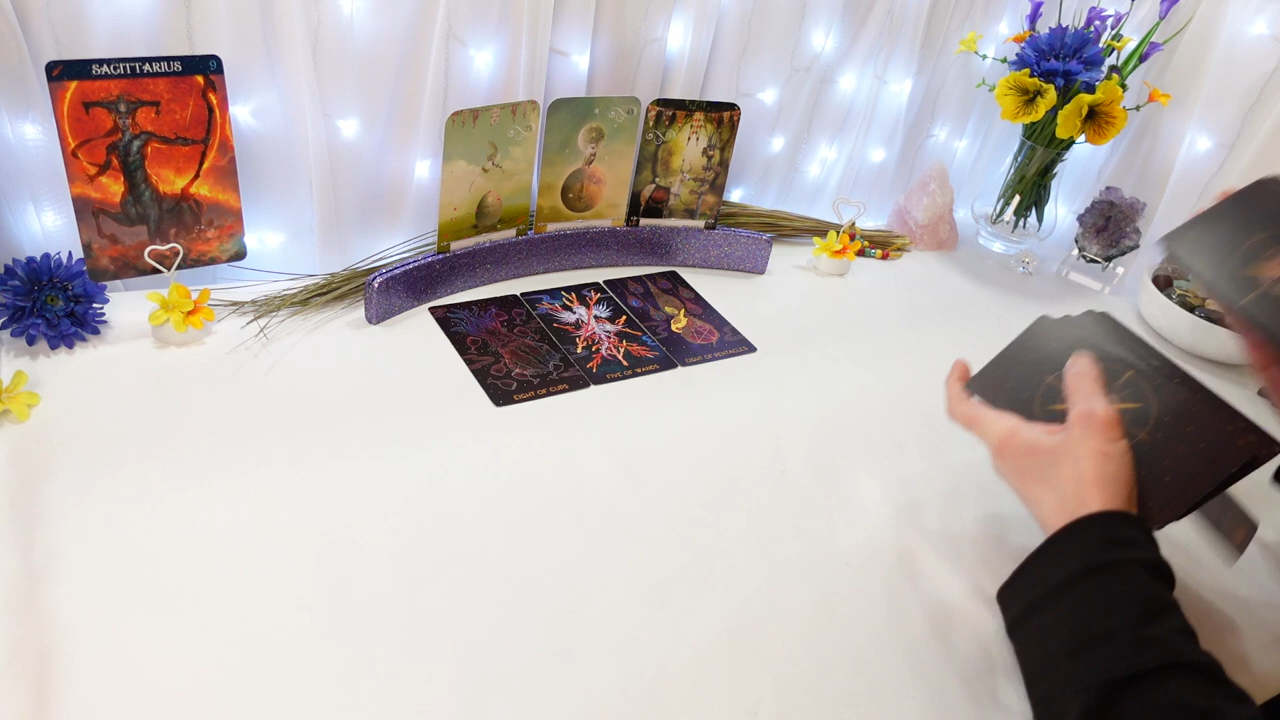 SAGITTARIUS 9
EIGHT OF CUPS
FIVE OF WANDS
EIGHT OF PENTACLES